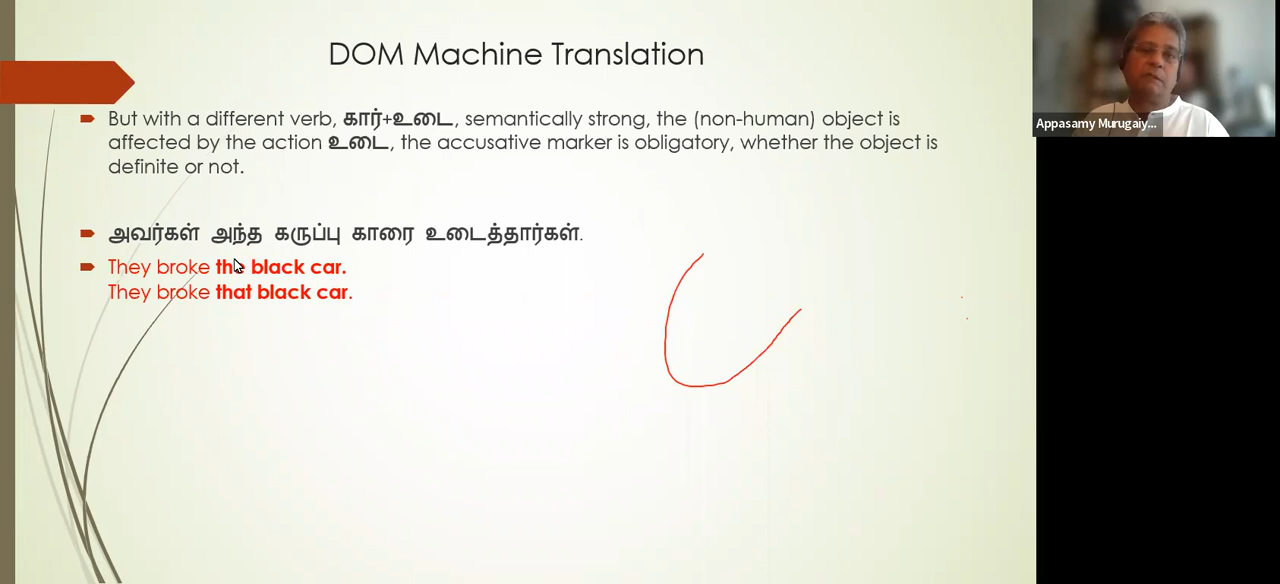 DOM Machine Translation
But with a different verb, கார்+உடை, semantically strong, the (non-human) object is
affected by the action உடை, the accusative marker is obligatory, whether the object is
definite or not.
அவர்கள் அந்த கருப்பு காரை உடைத்தார்கள்.
They broke the black car.
They broke that black car.
Appasamy Murugaiy...